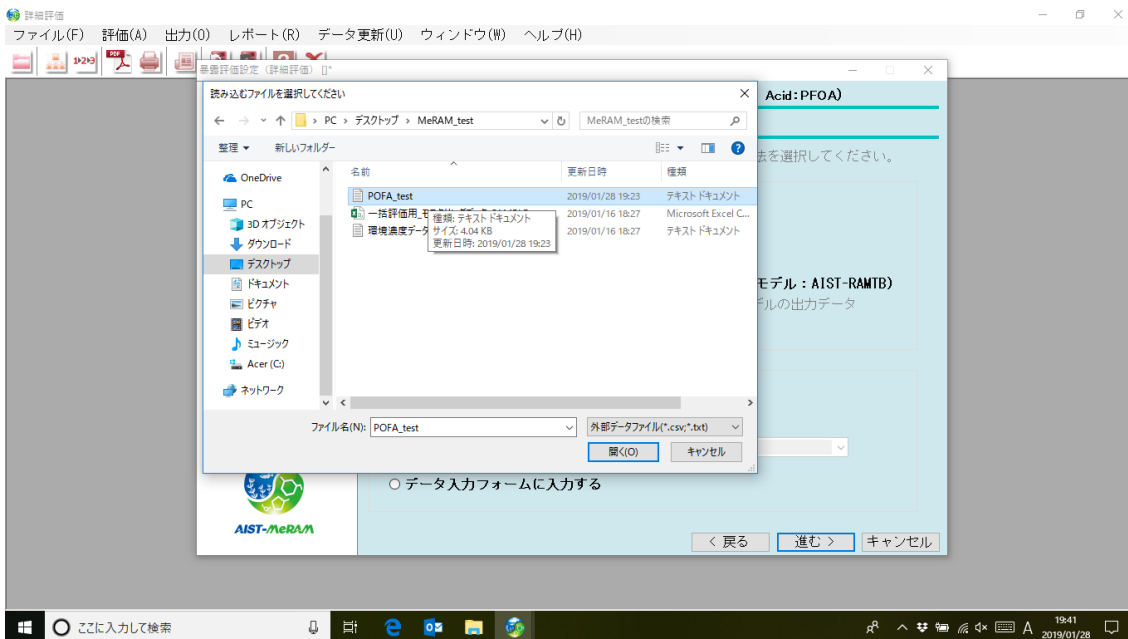 詳細評価
ファイル(F) 評価(A) 出力(O) レポート(R) データ更新(U) ウィンドウ(W) ヘルプ(H)
1▸2▸3 PDF
暴露評価設定（詳細評価）[]*
読み込むファイルを選択してください
Acid:PFOA)
PC › デスクトップ › MeRAM_test
MeRAM_testの検索
整理 新しいフォルダー
法を選択してください。
名前 更新日時 種類
OneDrive
PC
3D オブジェクト
ダウンロード
デスクトップ
ドキュメント
ピクチャ
ビデオ
ミュージック
Acer (C:)
ネットワーク
POFA_test 2019/01/28 19:23 テキスト ドキュメント
一括評価用_ 2019/01/16 18:27 Microsoft Excel C...
環境濃度データ 2019/01/16 18:27 テキスト ドキュメント
種類: テキスト ドキュメント
サイズ: 4.04 KB
更新日時: 2019/01/28 19:23
モデル：AIST-RAMTB)
デルの出力データ
ファイル名(N): POFA_test 外部データファイル(*.csv;*.txt)
開く(O) キャンセル
データ入力フォームに入力する
AIST-MeRAM
< 戻る 進む > キャンセル
ここに入力して検索
A 19:41
2019/01/28